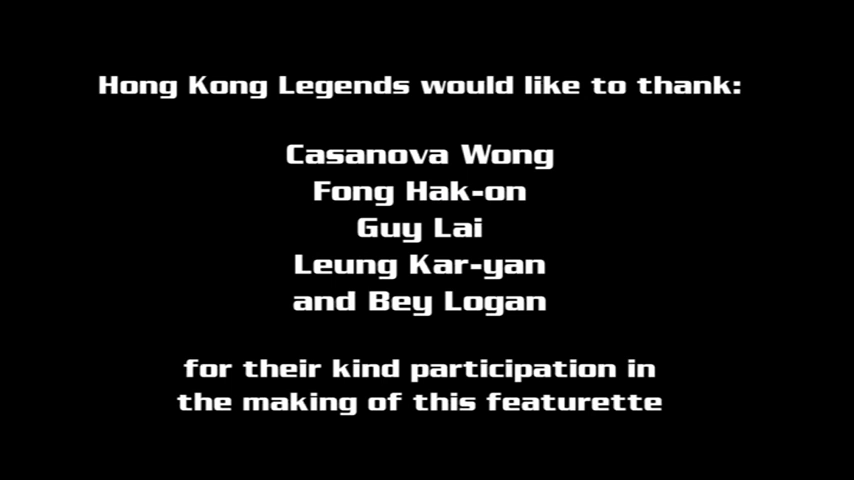 Hong Kong Legends would like to thank:
Casanova Wong
Fong Hak-on
Guy Lai
Leung Kar-yan
and Bey Logan
for their kind participation in
the making of this featurette